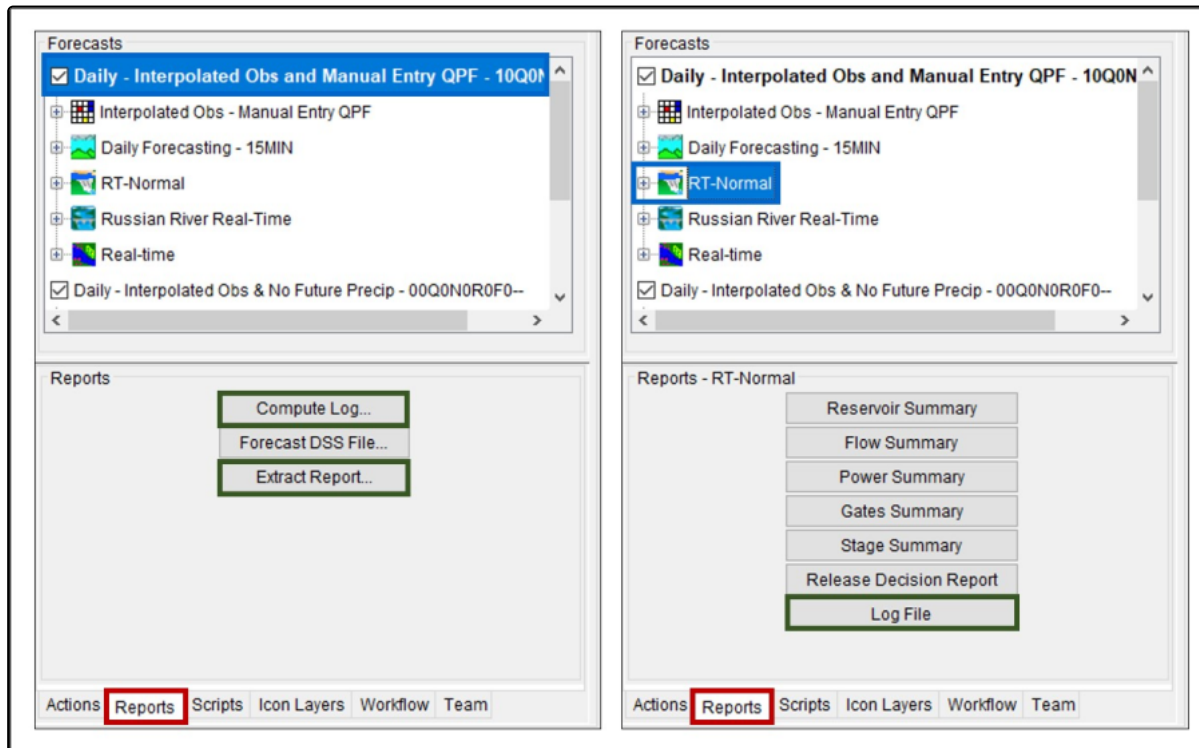 Forecasts
Daily - Interpolated Obs and Manual Entry QPF - 10Q0N
Interpolated Obs - Manual Entry QPF
Daily Forecasting - 15MIN
RT-Normal
Russian River Real-Time
Real-time
Daily - Interpolated Obs & No Future Precip - 00Q0N0R0F0--
Reports
Compute Log...
Forecast DSS File...
Extract Report...
Actions Reports Scripts Icon Layers Workflow Team
Forecasts
Daily - Interpolated Obs and Manual Entry QPF - 10Q0N
Interpolated Obs - Manual Entry QPF
Daily Forecasting - 15MIN
RT-Normal
Russian River Real-Time
Real-time
Daily - Interpolated Obs & No Future Precip - 00Q0N0R0F0--
Reports - RT-Normal
Reservoir Summary
Flow Summary
Power Summary
Gates Summary
Stage Summary
Release Decision Report
Log File
Actions Reports Scripts Icon Layers Workflow Team